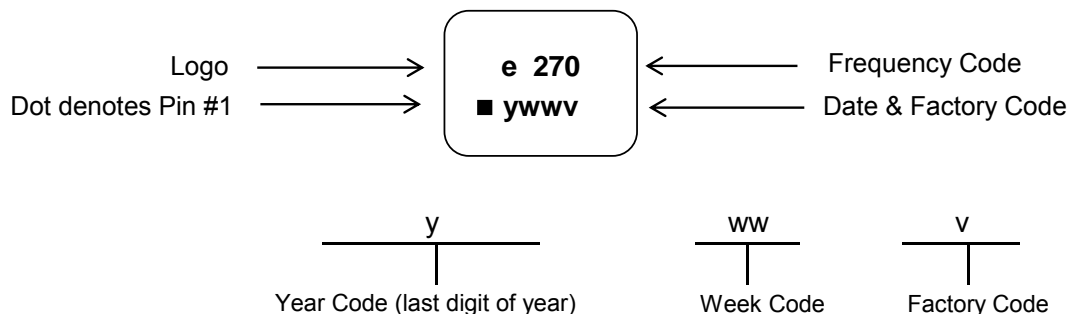 Logo e 270 Frequency Code
Dot denotes Pin #1 ■ ywwv Date & Factory Code
y ww v
Year Code (last digit of year) Week Code Factory Code